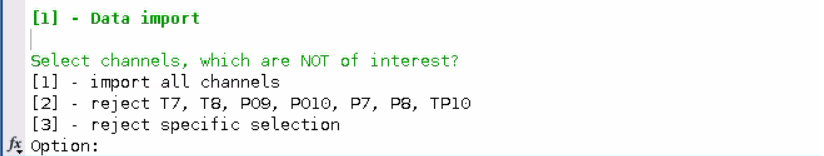 [1] - Data import
Select channels, which are NOT of interest?
[1] - import all channels
[2] - reject T7, T8, PO9, PO10, P7, P8, TP10
[3] - reject specific selection
fx Option: